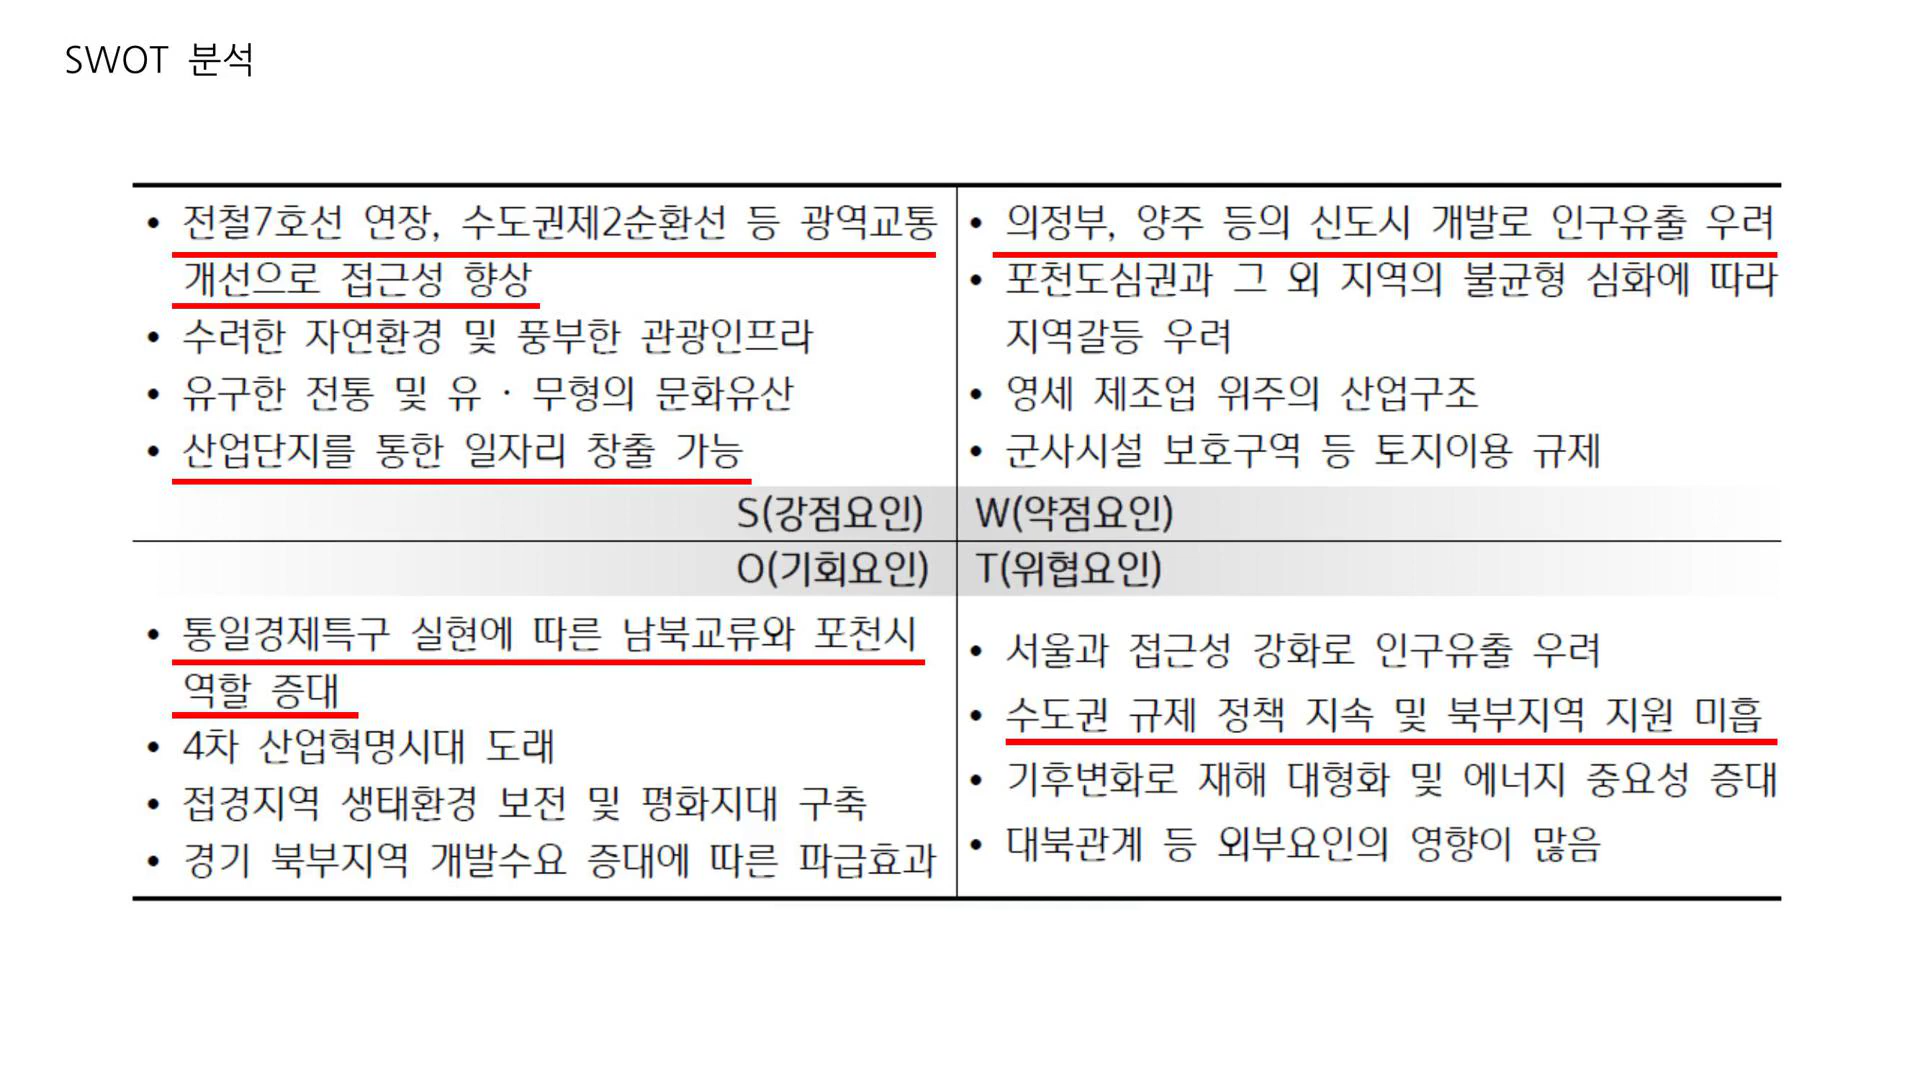 SWOT 분석
• 전철7호선 연장, 수도권제2순환선 등 광역교통
개선으로 접근성 향상
• 수려한 자연환경 및 풍부한 관광인프라
• 유구한 전통 및 유 · 무형의 문화유산
• 산업단지를 통한 일자리 창출 가능
S(강점요인)
• 의정부, 양주 등의 신도시 개발로 인구유출 우려
• 포천도심권과 그 외 지역의 불균형 심화에 따라
지역갈등 우려
• 영세 제조업 위주의 산업구조
• 군사시설 보호구역 등 토지이용 규제
W(약점요인)
O(기회요인)
• 통일경제특구 실현에 따른 남북교류와 포천시
역할 증대
• 4차 산업혁명시대 도래
• 접경지역 생태환경 보전 및 평화지대 구축
• 경기 북부지역 개발수요 증대에 따른 파급효과
T(위협요인)
• 서울과 접근성 강화로 인구유출 우려
• 수도권 규제 정책 지속 및 북부지역 지원 미흡
• 기후변화로 재해 대형화 및 에너지 중요성 증대
• 대북관계 등 외부요인의 영향이 많음